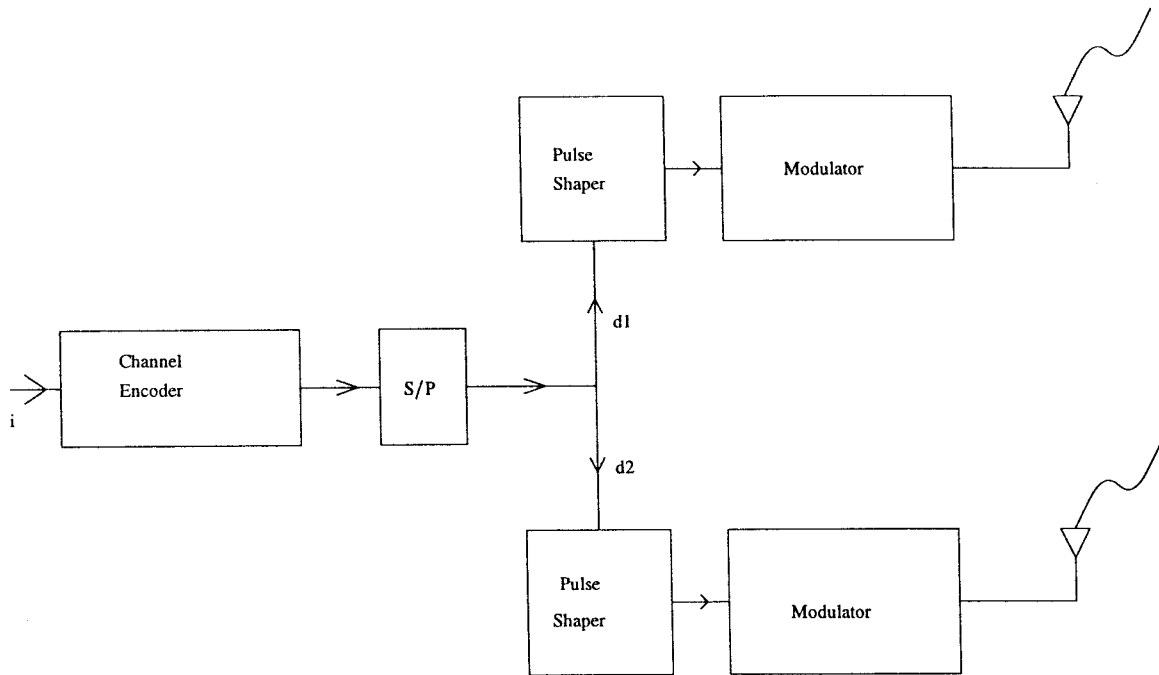 Pulse
Shaper
Modulator
d1
Channel
Encoder
S/P
i
d2
Pulse
Shaper
Modulator